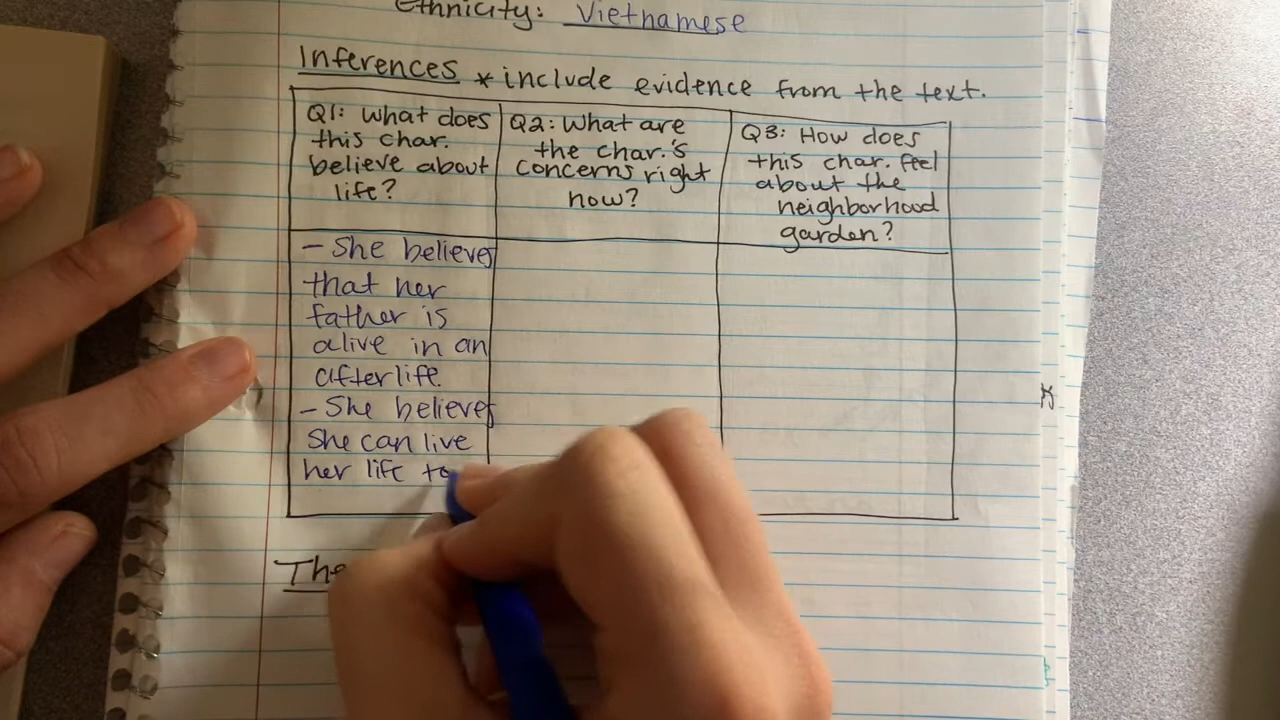 Ethnicity: Vietnamese
Inferences * include evidence from the text.
Q1: What does
this char.
believe about
life?
Q2: What are
the char.'s
concerns right
now?
Q3: How does
this char. feel
about the
neighborhood
garden?
- She believes
that her
father is
alive in an
afterlife.
- She believes
She can live
her life to
The